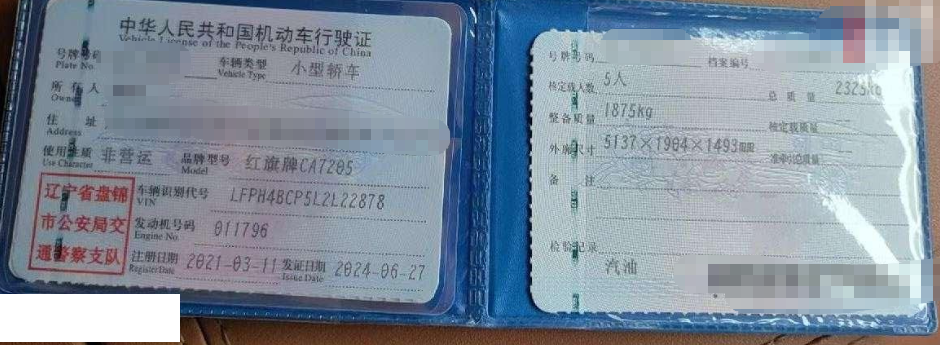 中华人民共和国机动车行驶证
Vehicle License of the People's Republic of China
号牌号码
Plate No.
车辆类型 小型轿车
Vehicle Type
所有人
Owner
住址
Address
使用性质 非营运 品牌型号 红旗牌CA7205
Use Character Model
辽宁省盘锦
市公安局交
通警察支队
车辆识别代号 LFPH4BCP5L2L22878
VIN
发动机号码 011796
Engine No.
注册日期 2021-03-11 发证日期 2024-06-27
Register Date Issue Date
号牌号码 档案编号
核定载人数 5人 总质量 2325kg
整备质量 1875kg 核定载质量
外廓尺寸 5137×1904×1493 准牵引总质量
备注
检验记录
汽油